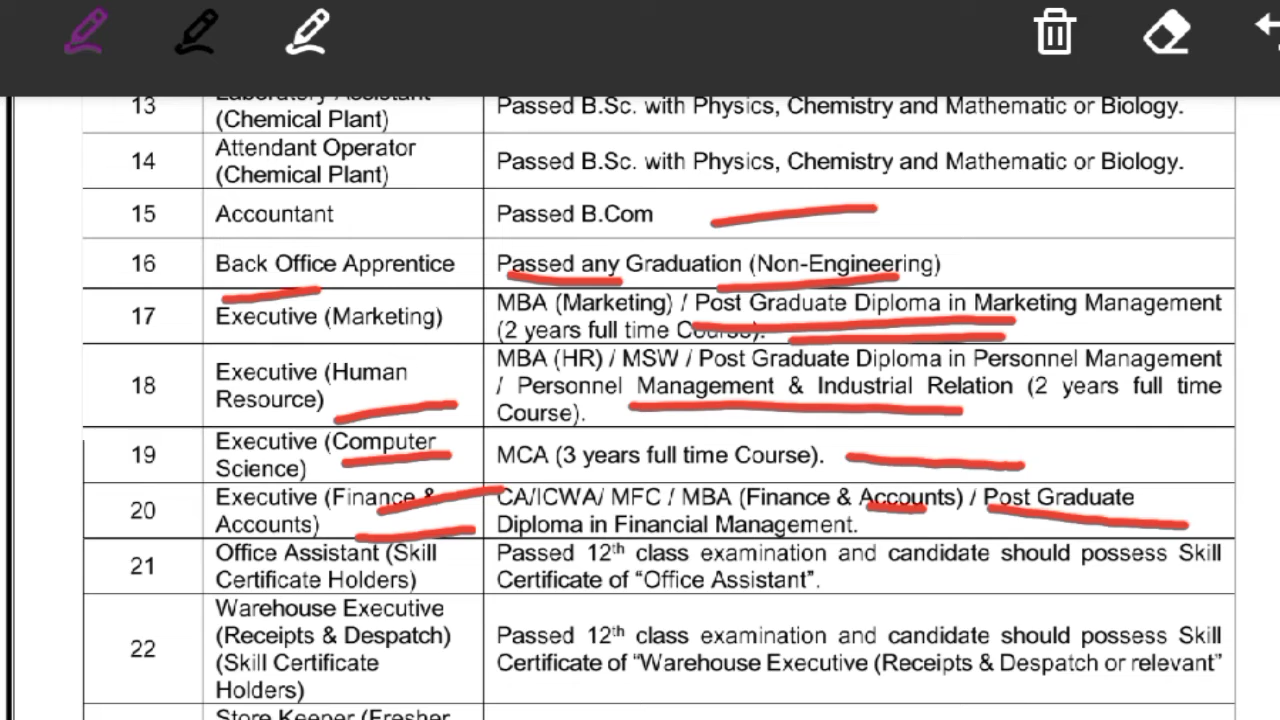 13
Laboratory Assistant
(Chemical Plant)
Passed B.Sc. with Physics, Chemistry and Mathematic or Biology.
14
Attendant Operator
(Chemical Plant)
Passed B.Sc. with Physics, Chemistry and Mathematic or Biology.
15
Accountant
Passed B.Com
16
Back Office Apprentice
Passed any Graduation (Non-Engineering)
17
Executive (Marketing)
MBA (Marketing) / Post Graduate Diploma in Marketing Management
(2 years full time Course).
18
Executive (Human
Resource)
MBA (HR) / MSW / Post Graduate Diploma in Personnel Management
/ Personnel Management & Industrial Relation (2 years full time
Course).
19
Executive (Computer
Science)
MCA (3 years full time Course).
20
Executive (Finance &
Accounts)
CA/ICWA/ MFC / MBA (Finance & Accounts) / Post Graduate
Diploma in Financial Management.
21
Office Assistant (Skill
Certificate Holders)
Passed 12th class examination and candidate should possess Skill
Certificate of “Office Assistant”.
22
Warehouse Executive
(Receipts & Despatch)
(Skill Certificate
Holders)
Passed 12th class examination and candidate should possess Skill
Certificate of “Warehouse Executive (Receipts & Despatch or relevant”
Store Keeper (Fresher